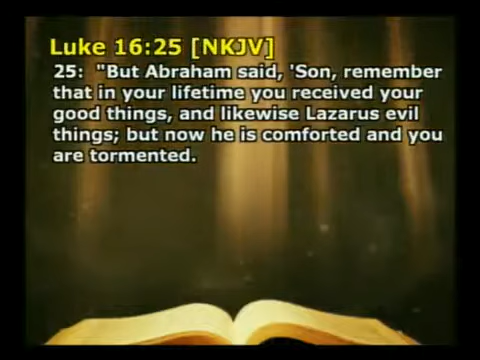 Luke 16:25 [NKJV]
25: "But Abraham said, 'Son, remember
that in your lifetime you received your
good things, and likewise Lazarus evil
things; but now he is comforted and you
are tormented.